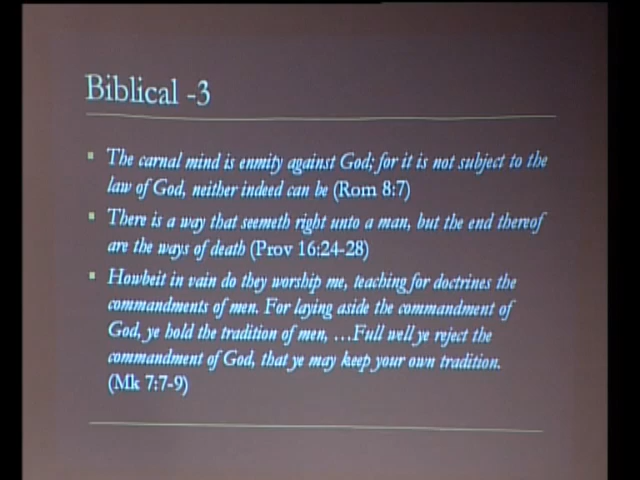 Biblical -3
The carnal mind is enmity against God; for it is not subject to the
law of God, neither indeed can be (Rom 8:7)
There is a way that seemeth right unto a man, but the end thereof
are the ways of death (Prov 16:24-28)
Howbeit in vain do they worship me, teaching for doctrines the
commandments of men. For laying aside the commandment of
God, ye hold the tradition of men, …Full well ye reject the
commandment of God, that ye may keep your own tradition.
(Mk 7:7-9)